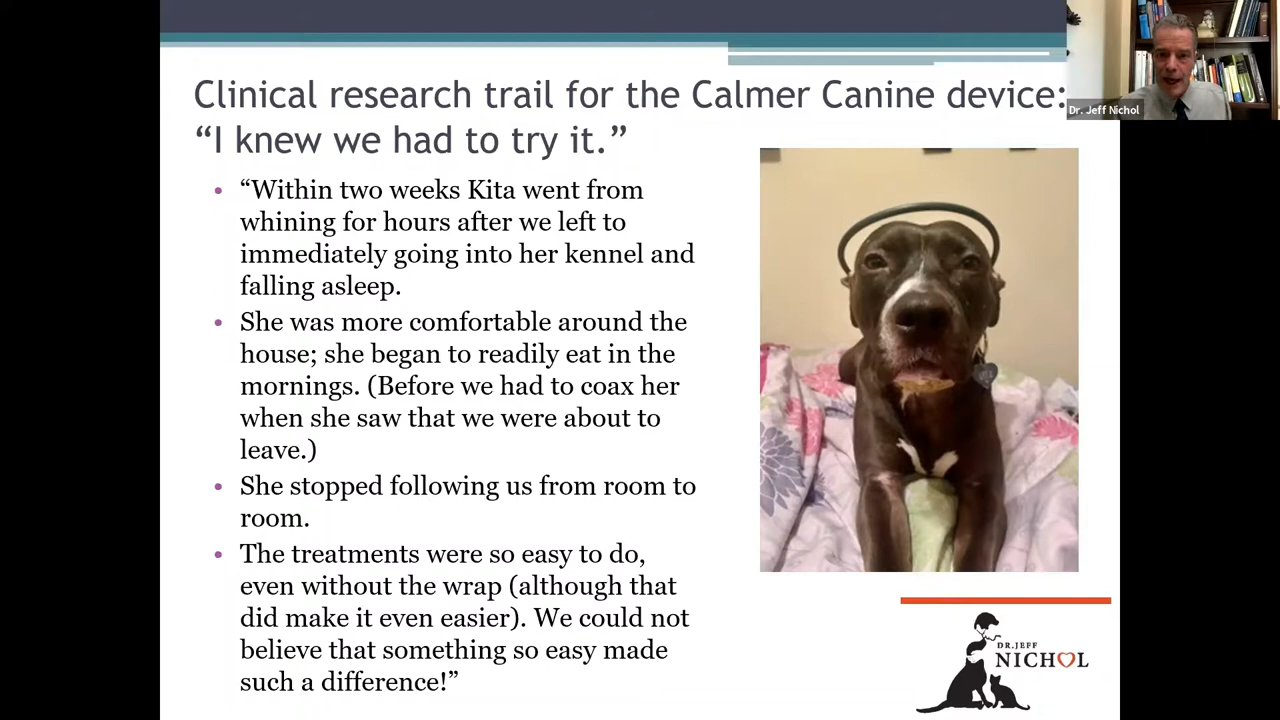 Clinical research trail for the Calmer Canine device:
“I knew we had to try it.”
Dr. Jeff Nichol
• “Within two weeks Kita went from
whining for hours after we left to
immediately going into her kennel and
falling asleep.
• She was more comfortable around the
house; she began to readily eat in the
mornings. (Before we had to coax her
when she saw that we were about to
leave.)
• She stopped following us from room to
room.
• The treatments were so easy to do,
even without the wrap (although that
did make it even easier). We could not
believe that something so easy made
such a difference!”
DR. JEFF
NICHOL